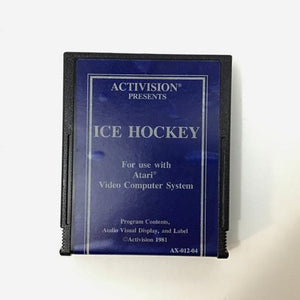 ACTIVISION®
PRESENTS
ICE HOCKEY
For use with
Atari®
Video Computer System
Program Contents,
Audio Visual Display, and Label
©Activision 1981
AX-012-04